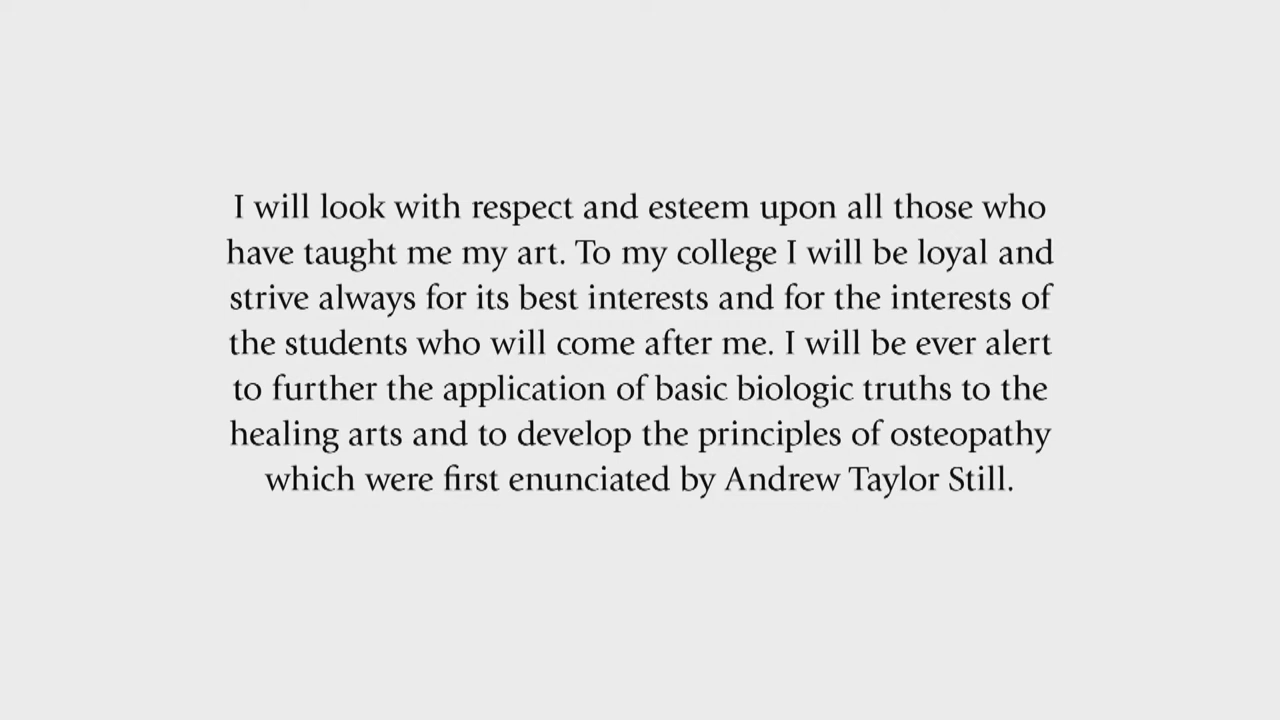 I will look with respect and esteem upon all those who
have taught me my art. To my college I will be loyal and
strive always for its best interests and for the interests of
the students who will come after me. I will be ever alert
to further the application of basic biologic truths to the
healing arts and to develop the principles of osteopathy
which were first enunciated by Andrew Taylor Still.